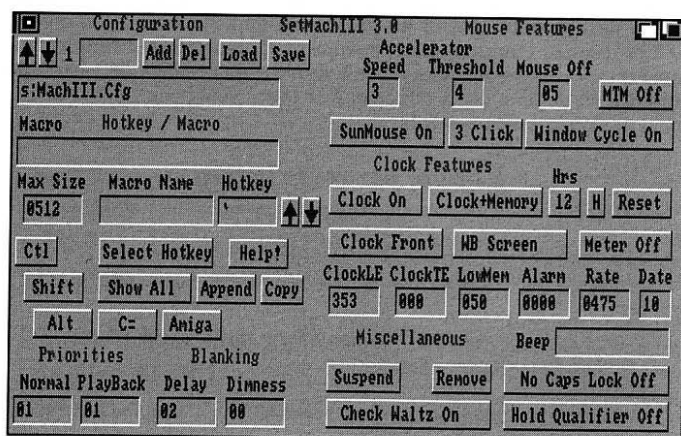 Configuration SetMachIII 3.0 Mouse Features
1 Add Del Load Save
s:MachIII.Cfg
Macro Hotkey / Macro
Max Size Macro Name Hotkey
0512 `
Ctl Select Hotkey Help!
Shift Show All Append Copy
Alt C= Amiga
Priorities Blanking
Normal PlayBack Delay Dimness
01 01 02 00
Accelerator
Speed Threshold Mouse Off
3 4 05 MTM Off
SunMouse On 3 Click Window Cycle On
Clock Features
Hrs
Clock On Clock+Memory 12 H Reset
Clock Front WB Screen Meter Off
ClockLE ClockTE LowMem Alarm Rate Date
353 000 050 0000 0475 10
Miscellaneous Beep
Suspend Remove No Caps Lock Off
Check Waltz On Hold Qualifier Off